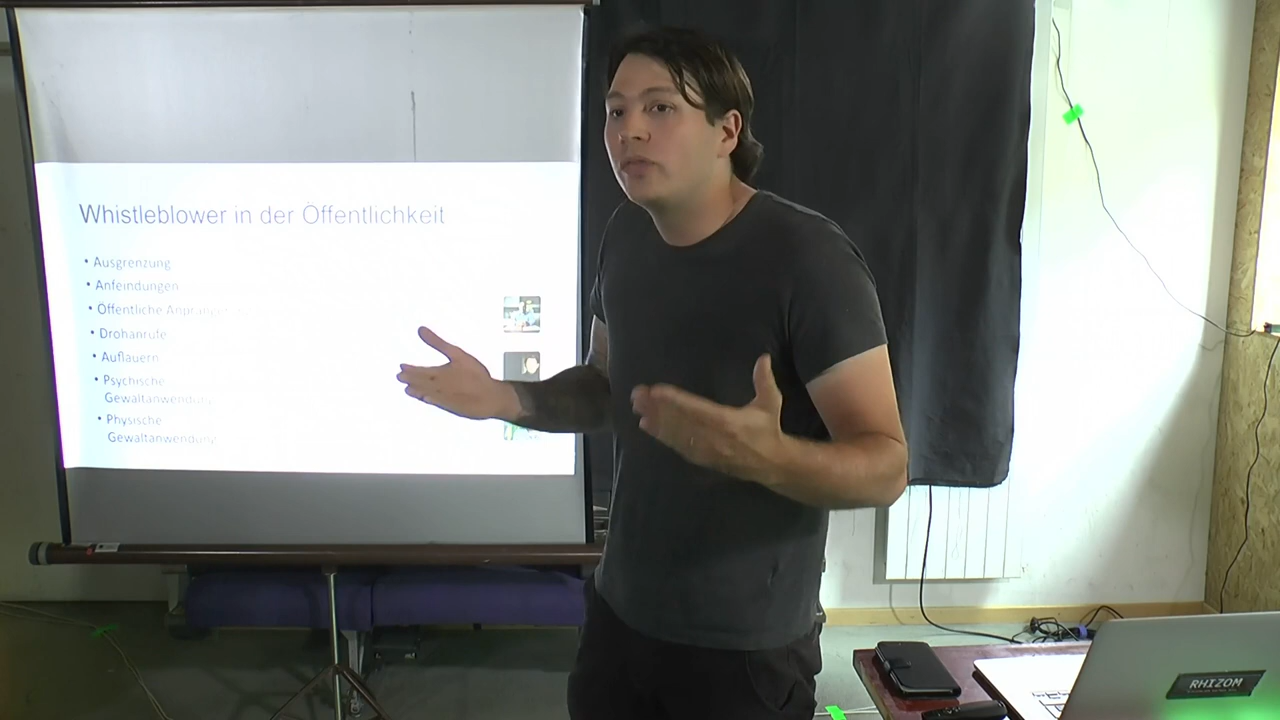 Whistleblower in der Öffentlichkeit
• Ausgrenzung
• Anfeindungen
• Öffentliche
• Drohanrufe
• Auflauern
• Psychische
Gewaltanwendung
• Physische
Gewaltanwendung
RHIZOM